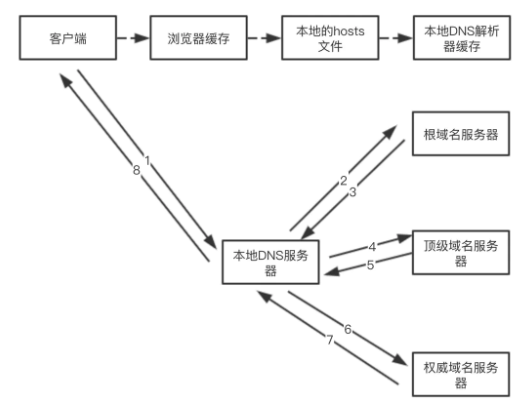 客户端
浏览器缓存
本地的hosts
文件
本地DNS解析
器缓存
根域名服务器
1
8
2
3
本地DNS服务
器
4
5
顶级域名服务
器
6
7
权威域名服务
器